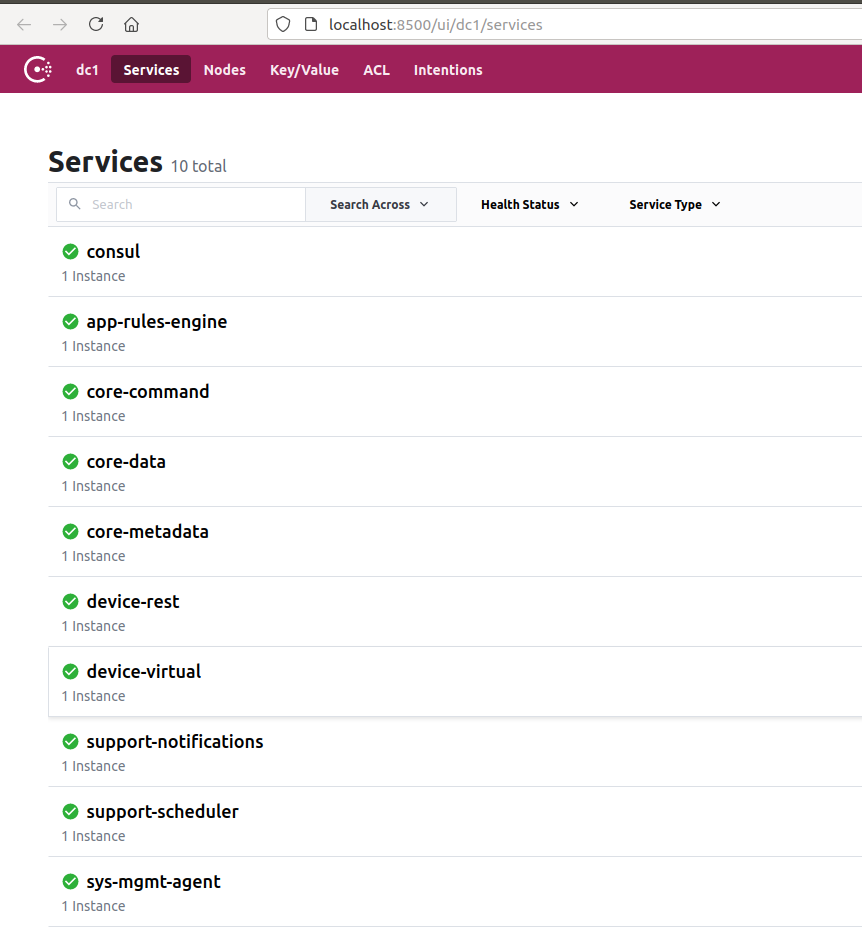 localhost:8500/ui/dc1/services
dc1 Services Nodes Key/Value ACL Intentions
Services 10 total
Search Search Across Health Status Service Type
consul
1 Instance
app-rules-engine
1 Instance
core-command
1 Instance
core-data
1 Instance
core-metadata
1 Instance
device-rest
1 Instance
device-virtual
1 Instance
support-notifications
1 Instance
support-scheduler
1 Instance
sys-mgmt-agent
1 Instance